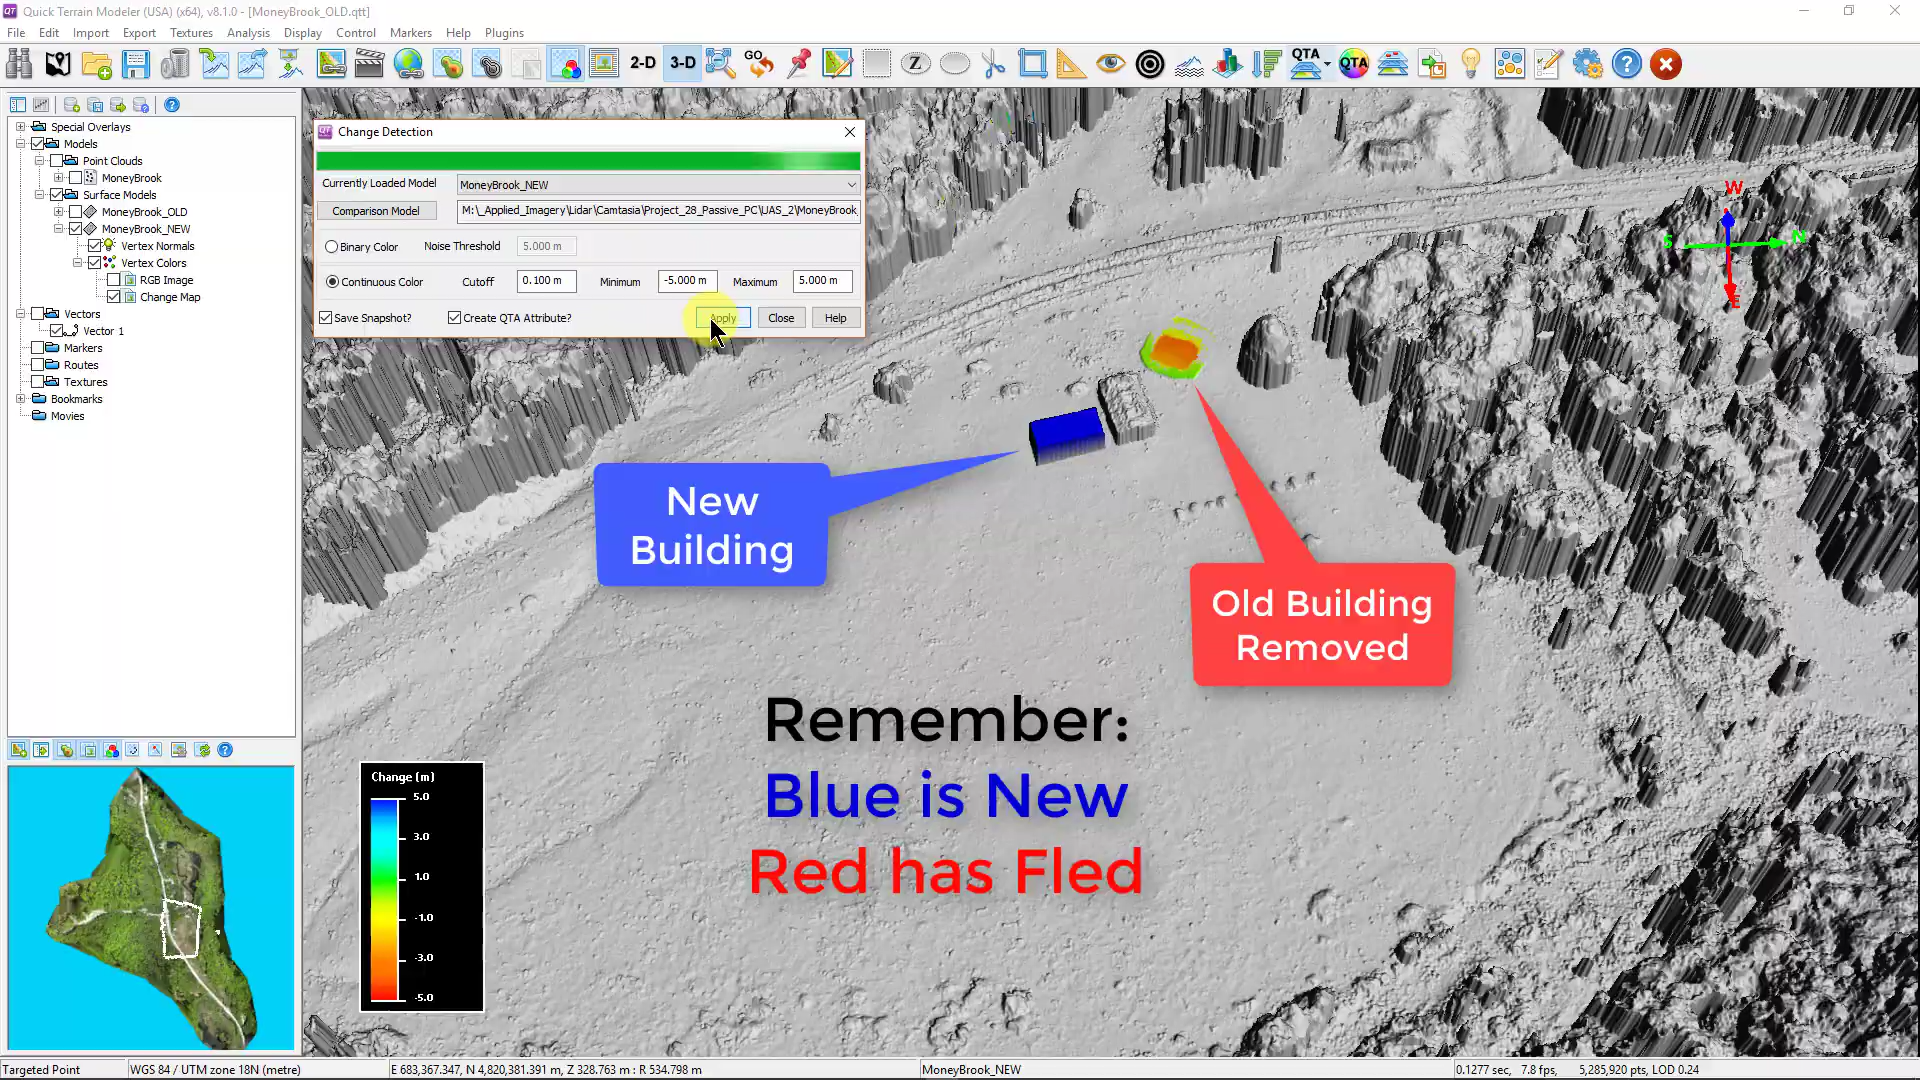 Quick Terrain Modeler (USA) (x64), v8.1.0 - [MoneyBrook_OLD.qtt]
File Edit Import Export Textures Analysis Display Control Markers Help Plugins
2-D 3-D GO Z QTA QTA
Special Overlays
Models
Point Clouds
MoneyBrook
Surface Models
MoneyBrook_OLD
MoneyBrook_NEW
Vertex Normals
Vertex Colors
RGB Image
Change Map
Vectors
Vector 1
Markers
Routes
Textures
Bookmarks
Movies
Change Detection
Currently Loaded Model MoneyBrook_NEW
Comparison Model M:\_Applied_Imagery\Lidar\Camtasia\Project_28_Passive_PC\UAS_2\MoneyBrook_
Binary Color Noise Threshold 5.000 m
Continuous Color Cutoff 0.100 m Minimum -5.000 m Maximum 5.000 m
Save Snapshot? Create QTA Attribute? Apply Close Help
W
S N
E
New
Building
Old Building
Removed
Remember:
Blue is New
Red has Fled
Change (m)
5.0
3.0
1.0
-1.0
-3.0
-5.0
Targeted Point WGS 84 / UTM zone 18N (metre) E 683,367.347, N 4,820,381.391 m, Z 328.763 m : R 534.798 m MoneyBrook_NEW 0.1277 sec, 7.8 fps, 5,285,920 pts, LOD 0.24